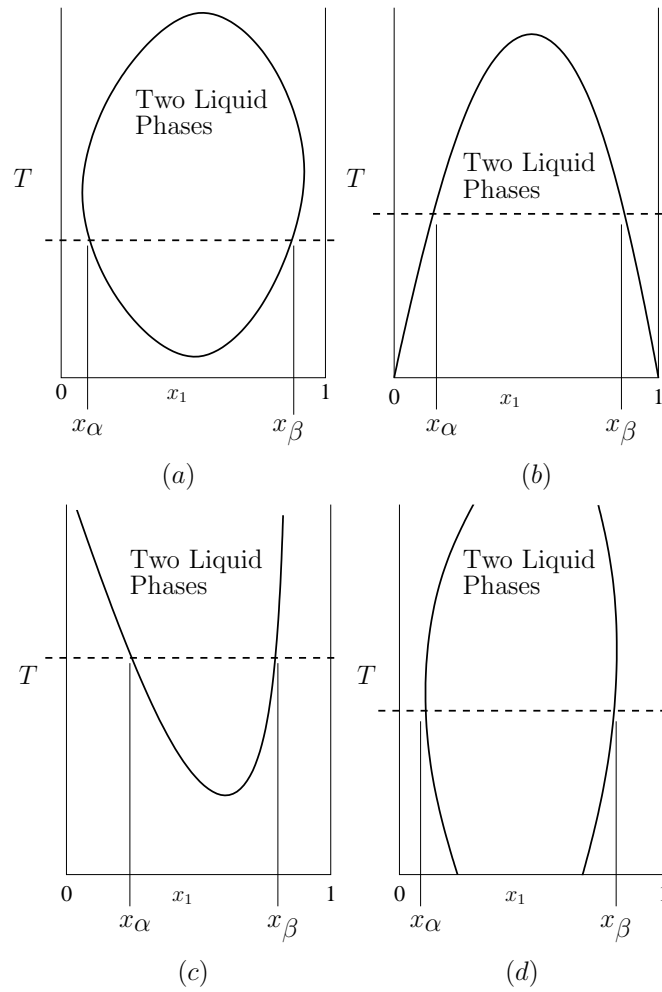 Two Liquid
Phases
T
0
x₁
1
xα
xβ
(a)
Two Liquid
Phases
T
0
x₁
1
xα
xβ
(b)
Two Liquid
Phases
T
0
x₁
1
xα
xβ
(c)
Two Liquid
Phases
T
0
x₁
1
xα
xβ
(d)